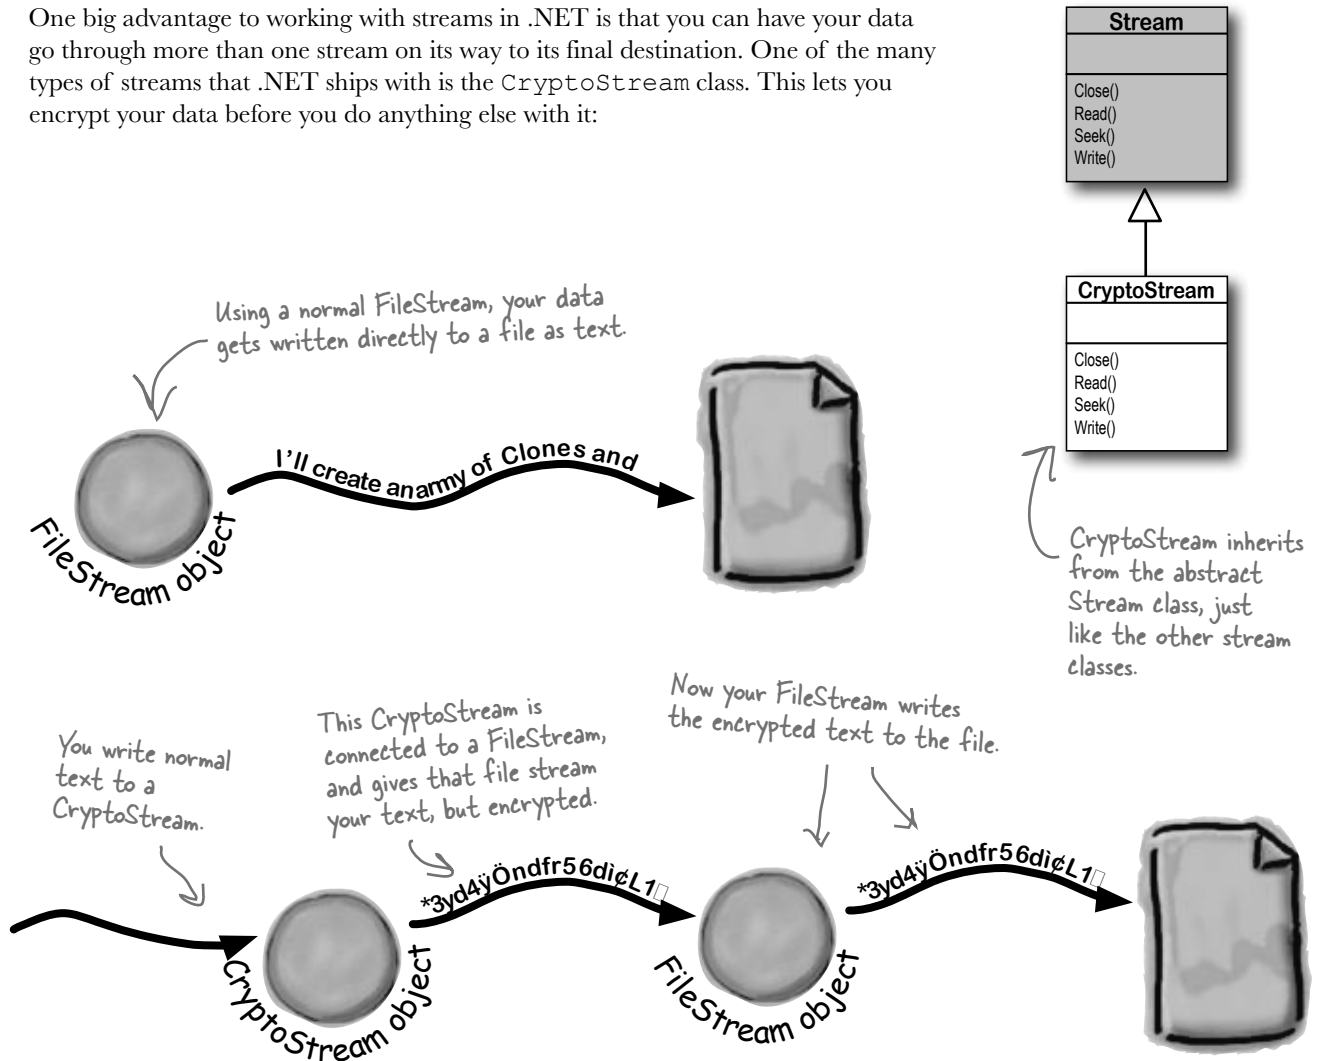 One big advantage to working with streams in .NET is that you can have your data
go through more than one stream on its way to its final destination. One of the many
types of streams that .NET ships with is the CryptoStream class. This lets you
encrypt your data before you do anything else with it:
Stream
Close()
Read()
Seek()
Write()
CryptoStream
Close()
Read()
Seek()
Write()
CryptoStream inherits
from the abstract
Stream class, just
like the other stream
classes.
Using a normal FileStream, your data
gets written directly to a file as text.
I'll create an army of Clones and
FileStream object
You write normal
text to a
CryptoStream.
This CryptoStream is
connected to a FileStream,
and gives that file stream
your text, but encrypted.
Now your FileStream writes
the encrypted text to the file.
CryptoStream object
*3yd4ÿÖndfr56dì¢L1□
FileStream object
*3yd4ÿÖndfr56dì¢L1□